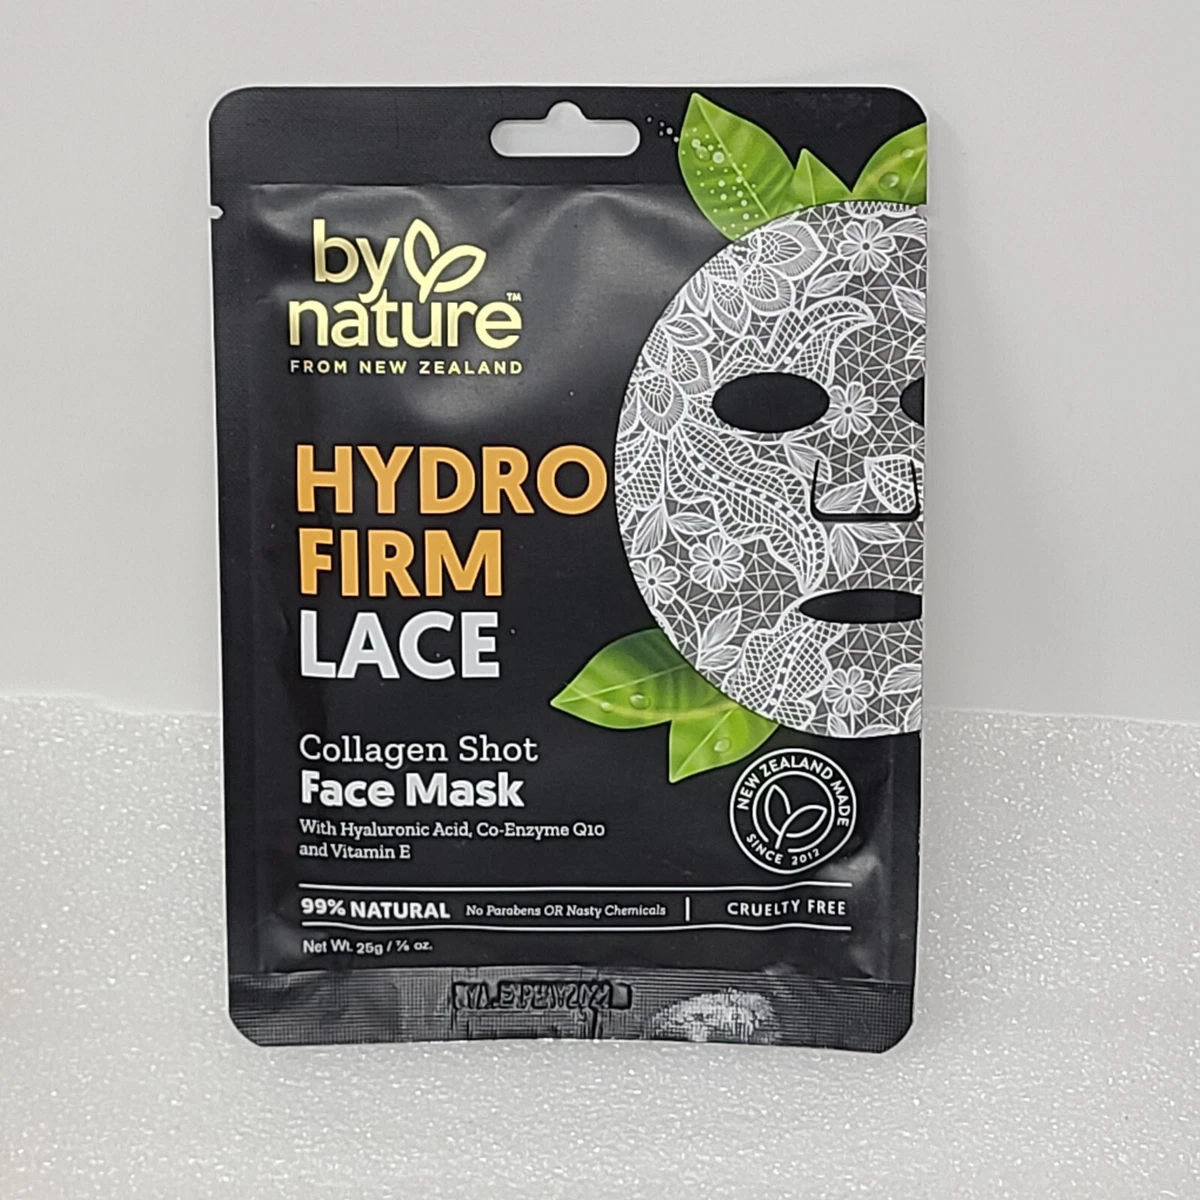 by
nature™
FROM NEW ZEALAND
HYDRO
FIRM
LACE
Collagen Shot
Face Mask
With Hyaluronic Acid, Co-Enzyme Q10
and Vitamin E
NEW ZEALAND MADE
SINCE 2012
99% NATURAL No Parabens OR Nasty Chemicals | CRUELTY FREE
Net Wt. 25g / ⅞ oz.